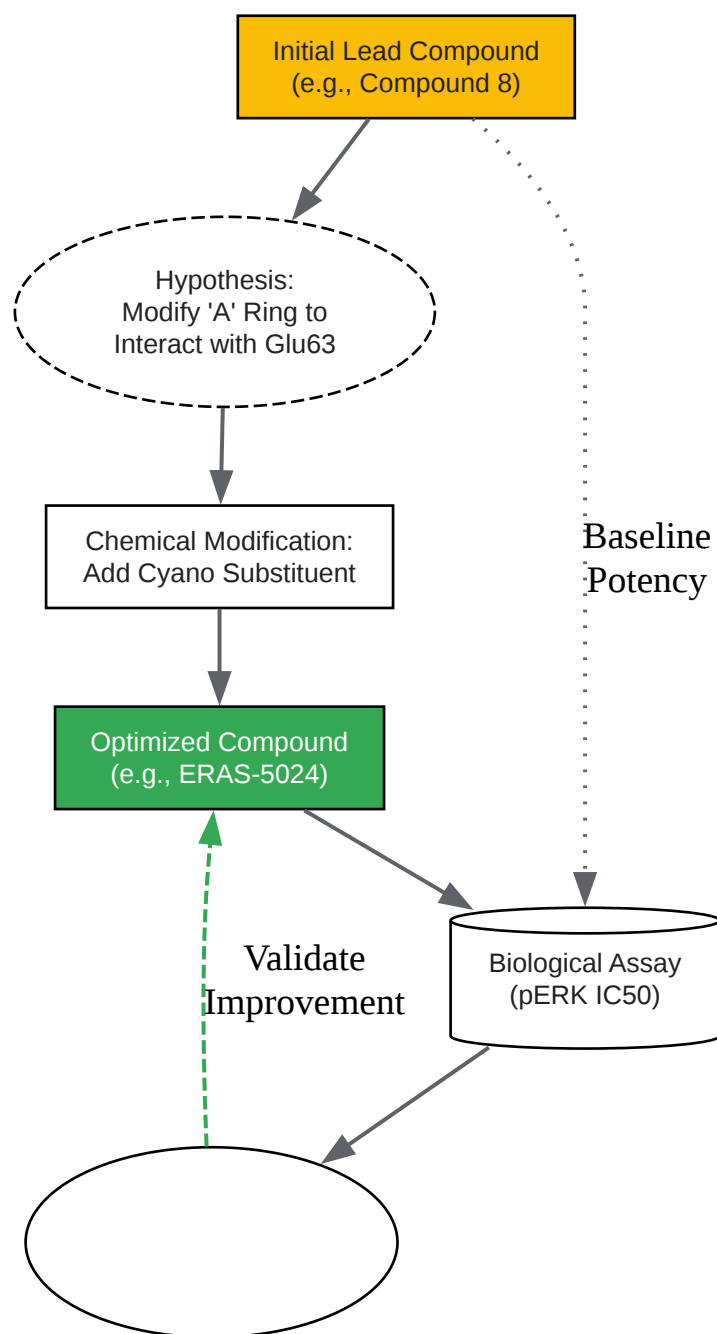 Initial Lead Compound
(e.g., Compound 8)
Hypothesis:
Modify 'A' Ring to
Interact with Glu63
Chemical Modification:
Add Cyano Substituent
Baseline
Potency
Optimized Compound
(e.g., ERAS-5024)
Validate
Improvement
Biological Assay
(pERK IC50)